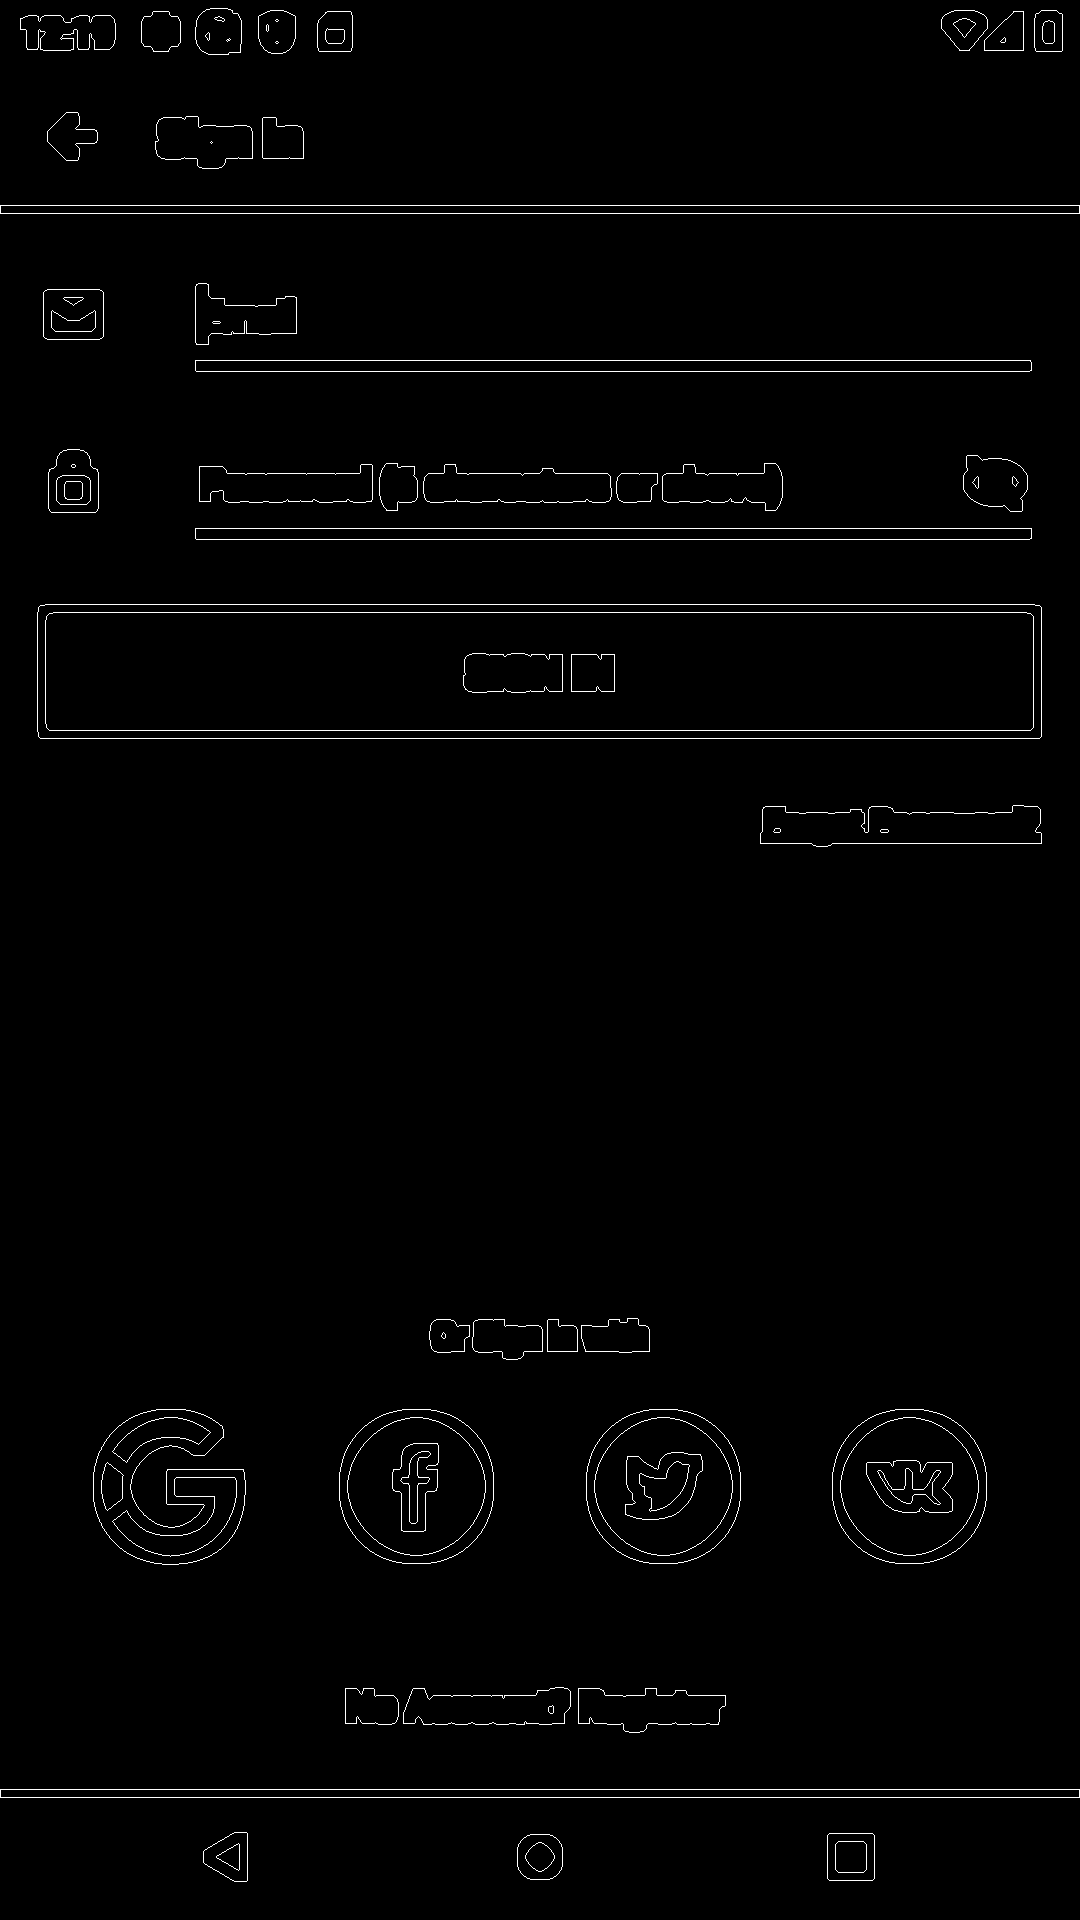 12:10
Sign in
Email
Password (6 characters or more)
SIGN IN
Forgot Password?
Or Sign in with
No Account? Register